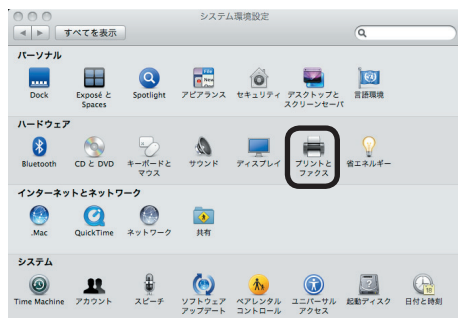 システム環境設定
すべてを表示
パーソナル
Dock
Exposé と
Spaces
Spotlight
アピアランス
セキュリティ
デスクトップと
スクリーンセーバ
言語環境
ハードウェア
Bluetooth
CD と DVD
キーボードと
マウス
サウンド
ディスプレイ
プリントと
ファクス
省エネルギー
インターネットとネットワーク
.Mac
QuickTime
ネットワーク
共有
システム
Time Machine
アカウント
スピーチ
ソフトウェア
アップデート
ペアレンタル
コントロール
ユニバーサル
アクセス
起動ディスク
日付と時刻